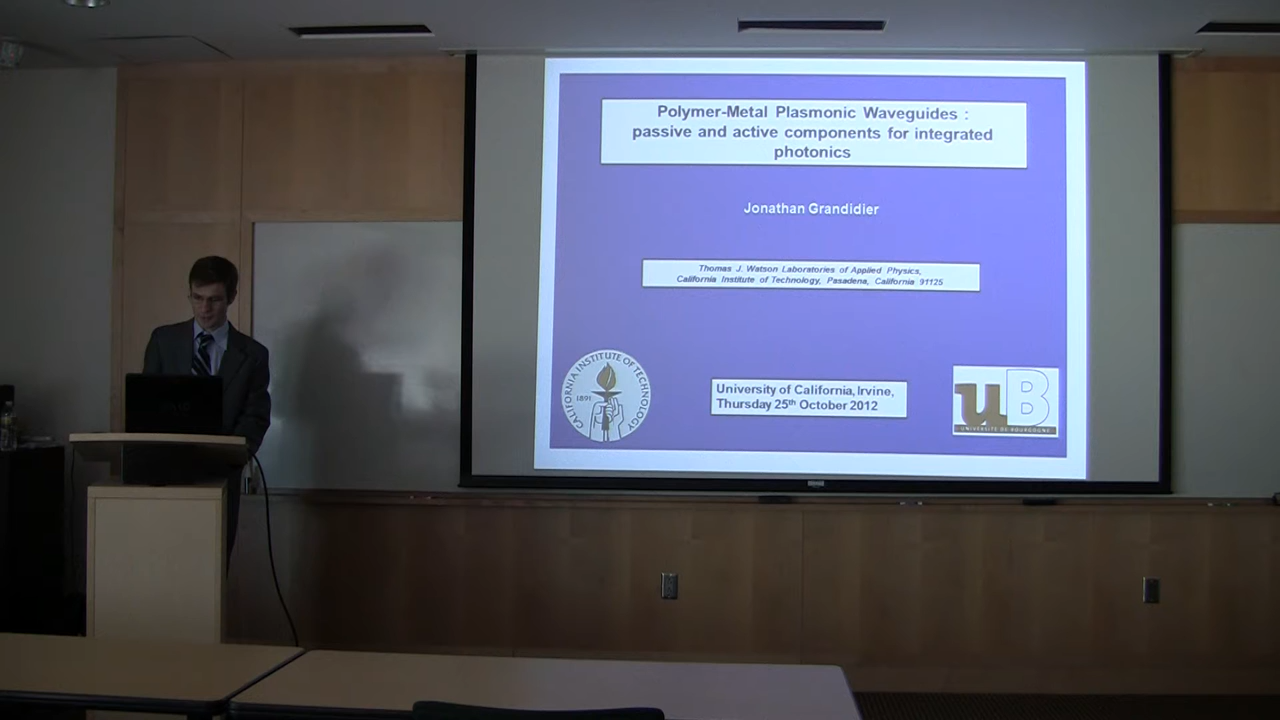 Polymer-Metal Plasmonic Waveguides :
passive and active components for integrated
photonics
Jonathan Grandidier
Thomas J. Watson Laboratories of Applied Physics,
California Institute of Technology, Pasadena, California 91125
CALIFORNIA INSTITUTE OF TECHNOLOGY
1891
University of California, Irvine,
Thursday 25th October 2012
uB
UNIVERSITÉ DE BOURGOGNE